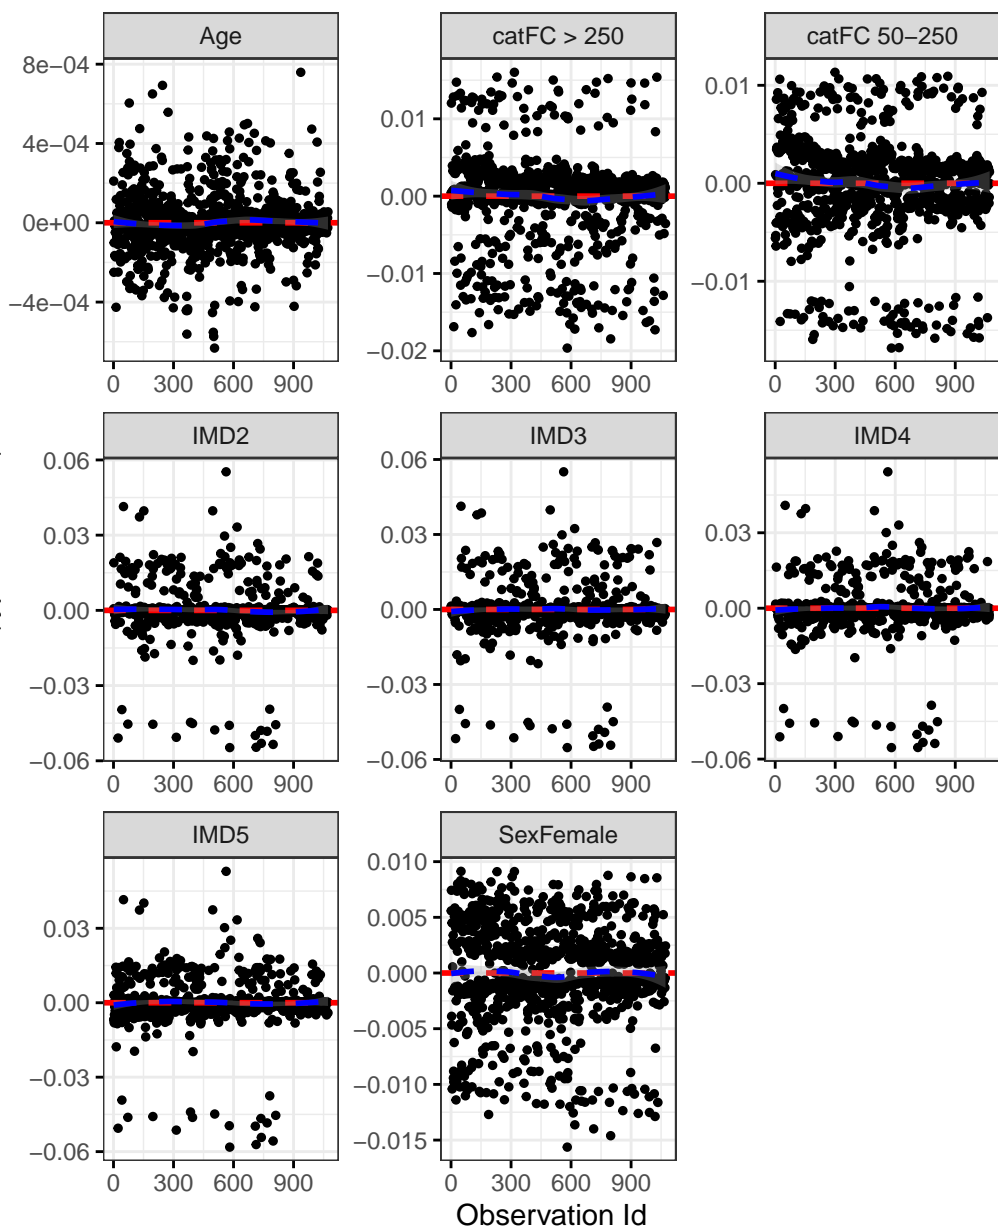 Age catFC > 250 catFC 50−250
8e−04
4e−04
0e+00
−4e−04
0.01
0.00
−0.01
−0.02
0.01
0.00
−0.01
0 300 600 900 0 300 600 900 0 300 600 900
IMD2 IMD3 IMD4
0.06
0.03
0.00
−0.03
−0.06
0.06
0.03
0.00
−0.03
−0.06
0.03
0.00
−0.03
−0.06
0 300 600 900 0 300 600 900 0 300 600 900
IMD5 SexFemale
0.03
0.00
−0.03
−0.06
0.010
0.005
0.000
−0.005
−0.010
−0.015
0 300 600 900 0 300 600 900
Observation Id